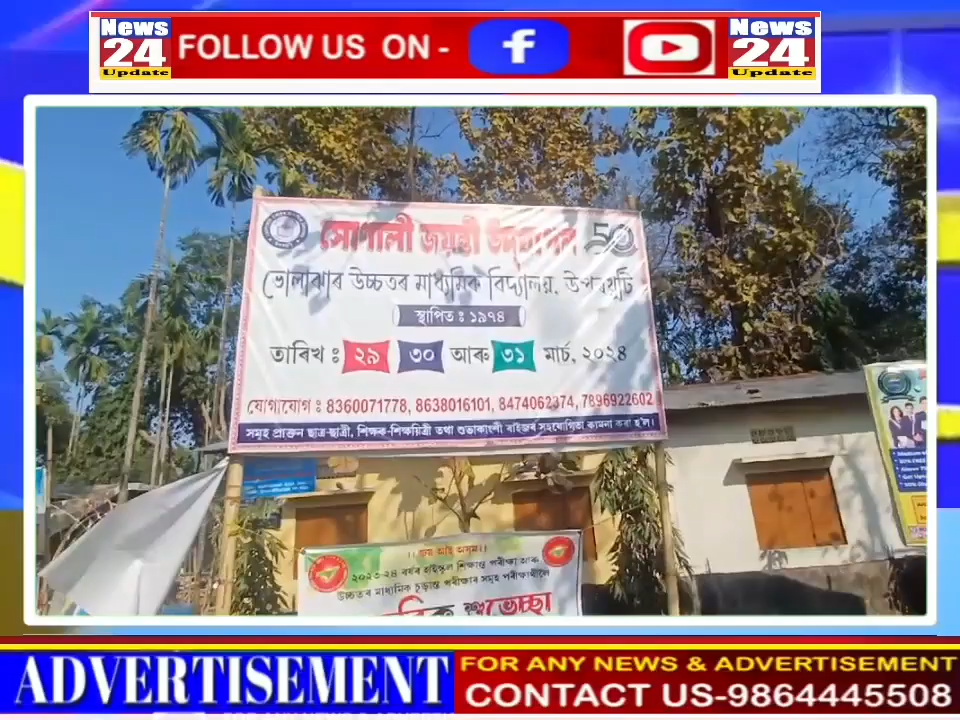 News 24 Update
FOLLOW US ON -
News 24 Update
সোণালী জয়ন্তী উদযাপন 50
ভোলাঝাৰ উচ্চতৰ মাধ্যমিক বিদ্যালয়,
স্থাপিত ঃ ১৯৭৪
তাৰিখ ঃ ২৯ ৩০ আৰু ৩১ মাৰ্চ, ২০২৪
যোগাযোগ ঃ 8360071778, 8638016101, 8474062374, 7896922602
সমূহ প্ৰাক্তন ছাত্ৰ-ছাত্ৰী, শিক্ষক-শিক্ষয়িত্ৰী তথা শুভাকাংশী ৰাইজৰ সহযোগিতা কামনা কৰা হ'ল।
।। জয় আই অসম।।
২০২৩-২৪ বৰ্ষৰ হাইস্কুল শিক্ষান্ত পৰীক্ষা আৰু
উচ্চতৰ মাধ্যমিক চূড়ান্ত পৰীক্ষাৰ সমূহ পৰীক্ষাৰ্থীলৈ
শুভেচ্ছা
ADVERTISEMENT
FOR ANY NEWS & ADVERTISEMENT
CONTACT US-9864445508